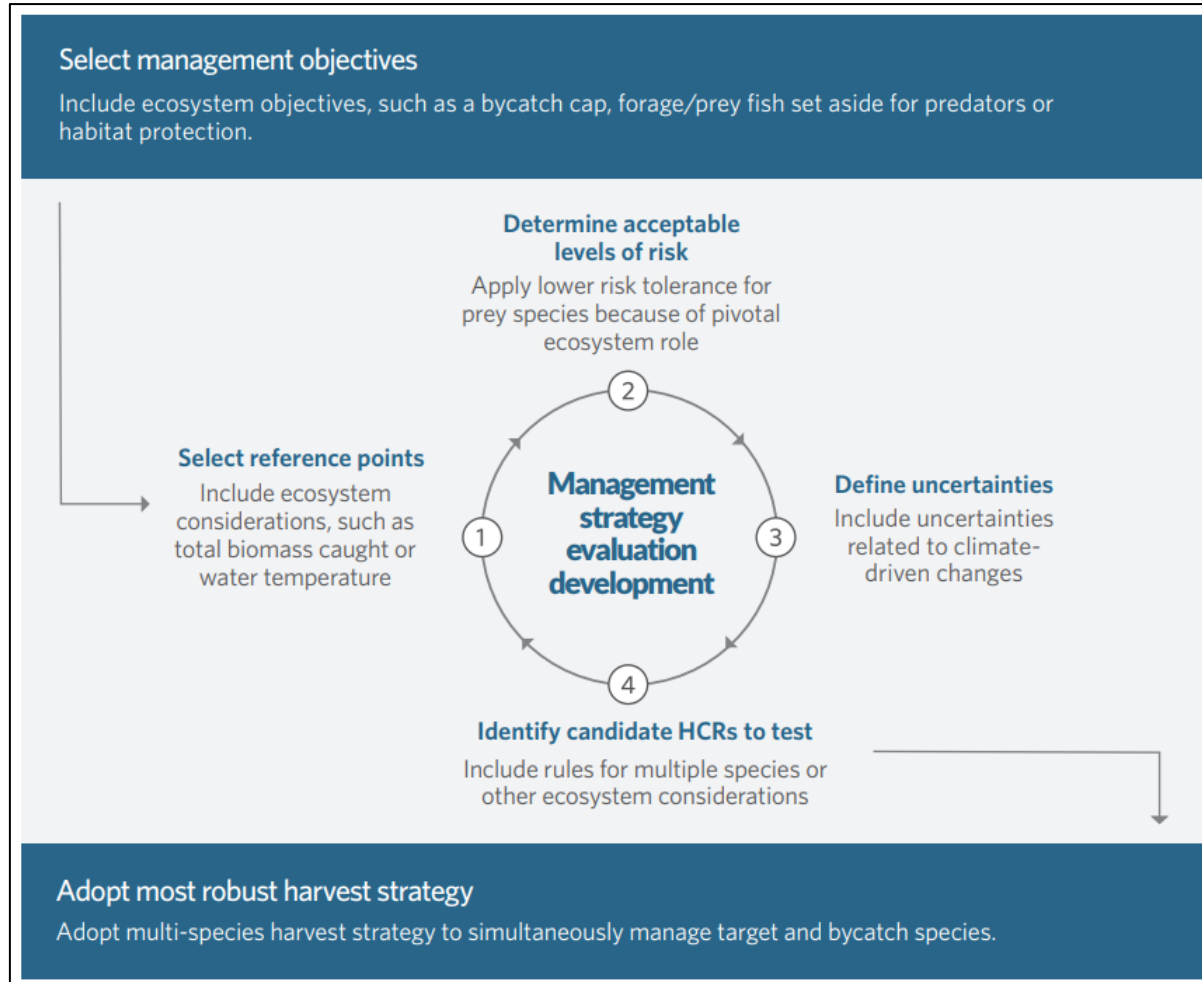 Select management objectives
Include ecosystem objectives, such as a bycatch cap, forage/prey fish set aside for predators or
habitat protection.
Determine acceptable
levels of risk
Apply lower risk tolerance for
prey species because of pivotal
ecosystem role
2
Select reference points
Include ecosystem
considerations, such as
total biomass caught or
water temperature
1
Management
strategy
evaluation
development
3
Define uncertainties
Include uncertainties
related to climate-
driven changes
4
Identify candidate HCRs to test
Include rules for multiple species or
other ecosystem considerations
Adopt most robust harvest strategy
Adopt multi-species harvest strategy to simultaneously manage target and bycatch species.